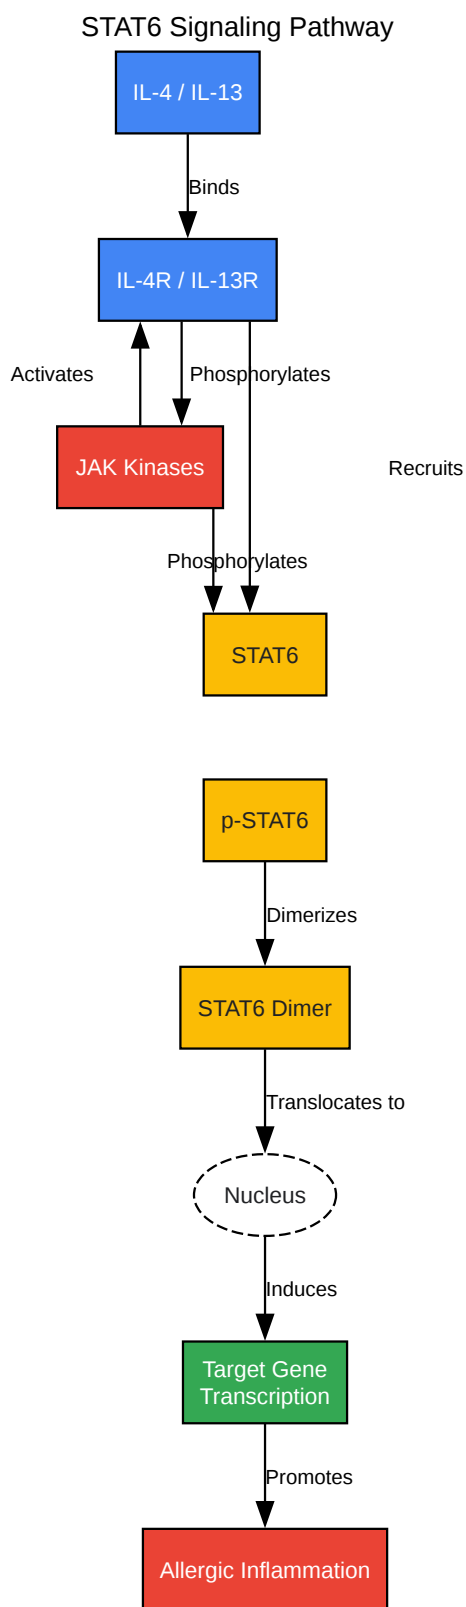 STAT6 Signaling Pathway
IL-4 / IL-13
Binds
IL-4R / IL-13R
Activates
Phosphorylates
JAK Kinases
Recruits
Phosphorylates
STAT6
p-STAT6
Dimerizes
STAT6 Dimer
Translocates to
Nucleus
Induces
Target Gene
Transcription
Promotes
Allergic Inflammation